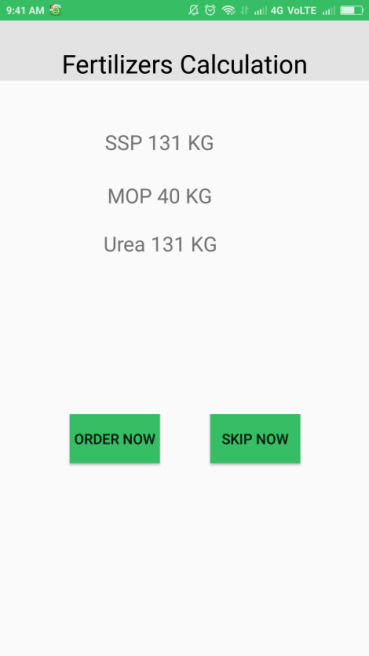 9:41 AM 4G VoLTE
Fertilizers Calculation
SSP 131 KG
MOP 40 KG
Urea 131 KG
ORDER NOW SKIP NOW